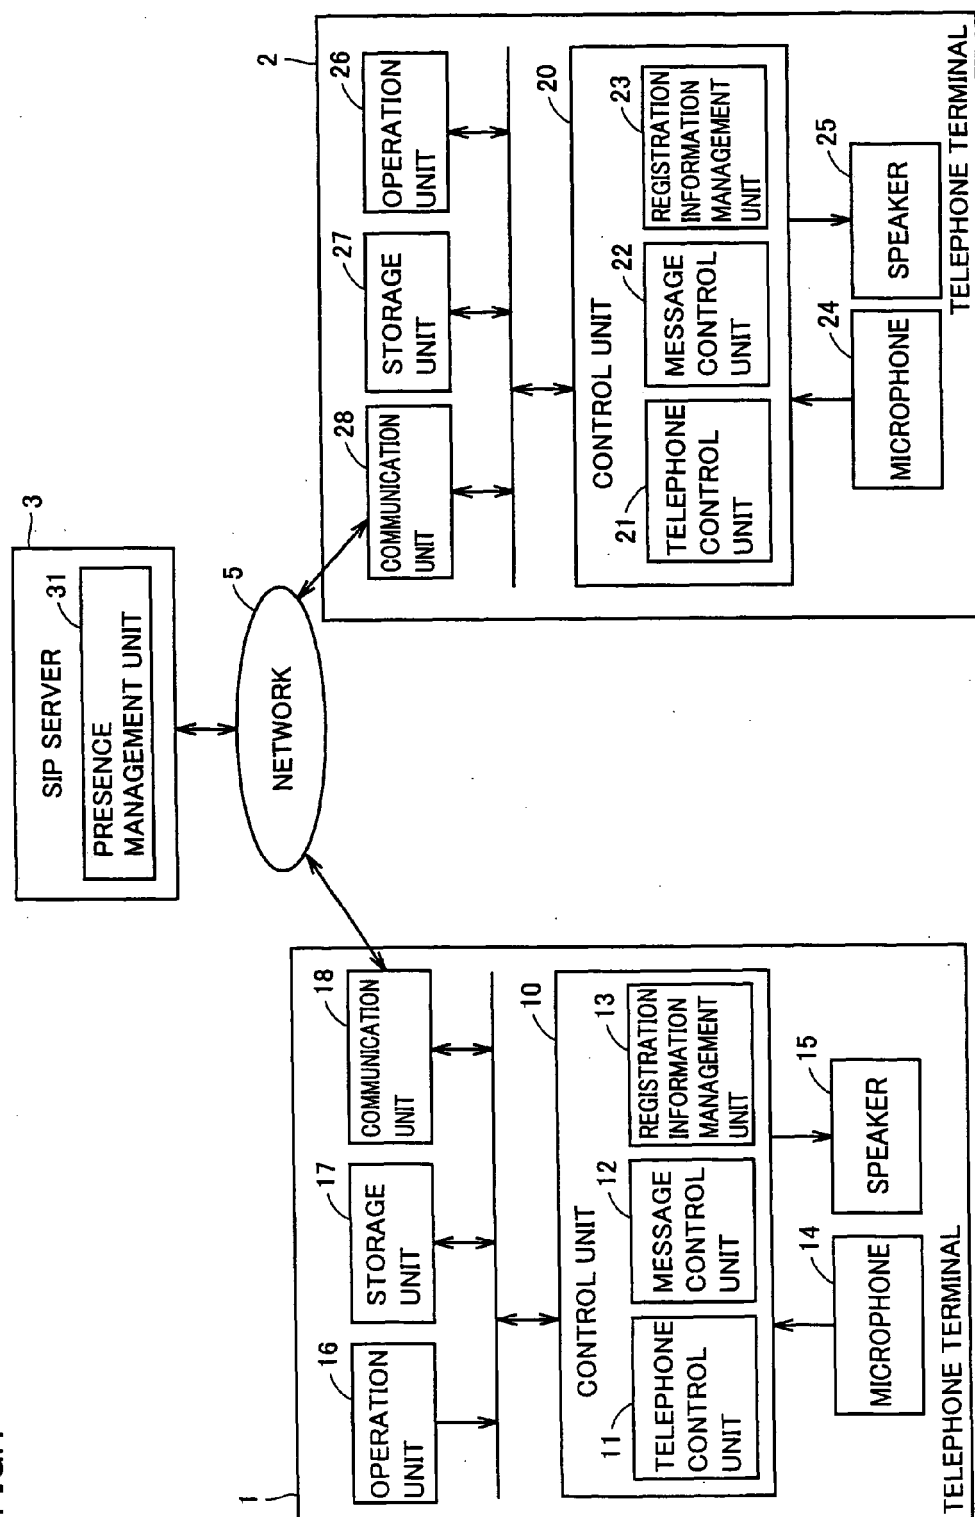 3
SIP SERVER
31
PRESENCE
MANAGEMENT UNIT
5
NETWORK
1
16
OPERATION
UNIT
17
STORAGE
UNIT
18
COMMUNICATION
UNIT
10
CONTROL UNIT
11
TELEPHONE
CONTROL
UNIT
12
MESSAGE
CONTROL
UNIT
13
REGISTRATION
INFORMATION
MANAGEMENT
UNIT
14
MICROPHONE
15
SPEAKER
TELEPHONE TERMINAL
2
28
COMMUNICATION
UNIT
27
STORAGE
UNIT
26
OPERATION
UNIT
20
CONTROL UNIT
21
TELEPHONE
CONTROL
UNIT
22
MESSAGE
CONTROL
UNIT
23
REGISTRATION
INFORMATION
MANAGEMENT
UNIT
24
MICROPHONE
25
SPEAKER
TELEPHONE TERMINAL